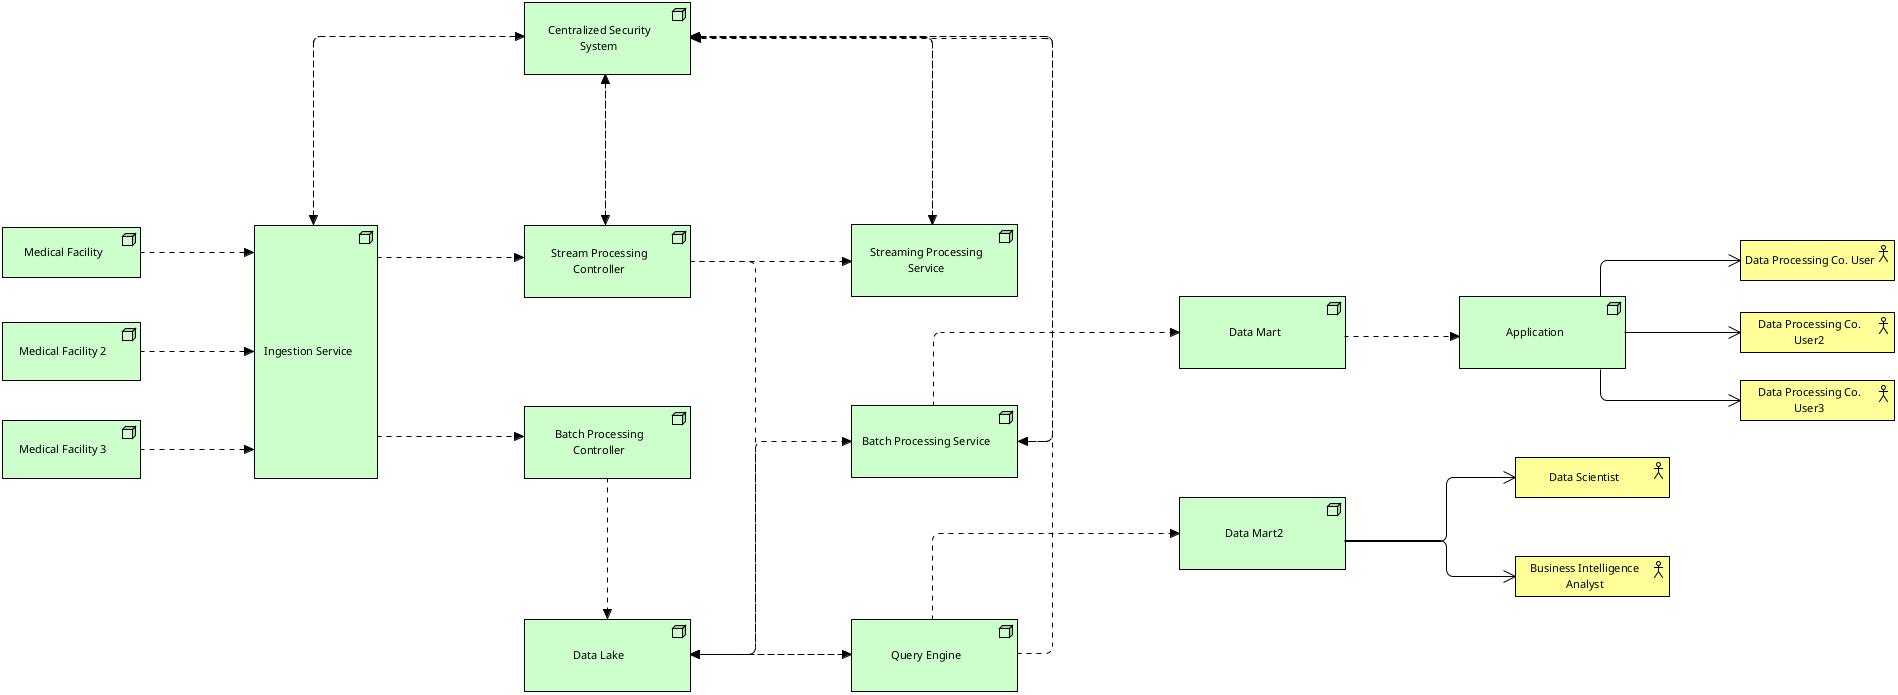 Centralized Security
System
Medical Facility
Stream Processing
Controller
Streaming Processing
Service
Data Processing Co. User
Medical Facility 2
Ingestion Service
Data Mart
Application
Data Processing Co.
User2
Data Processing Co.
User3
Medical Facility 3
Batch Processing
Controller
Batch Processing Service
Data Scientist
Data Mart2
Business Intelligence
Analyst
Data Lake
Query Engine